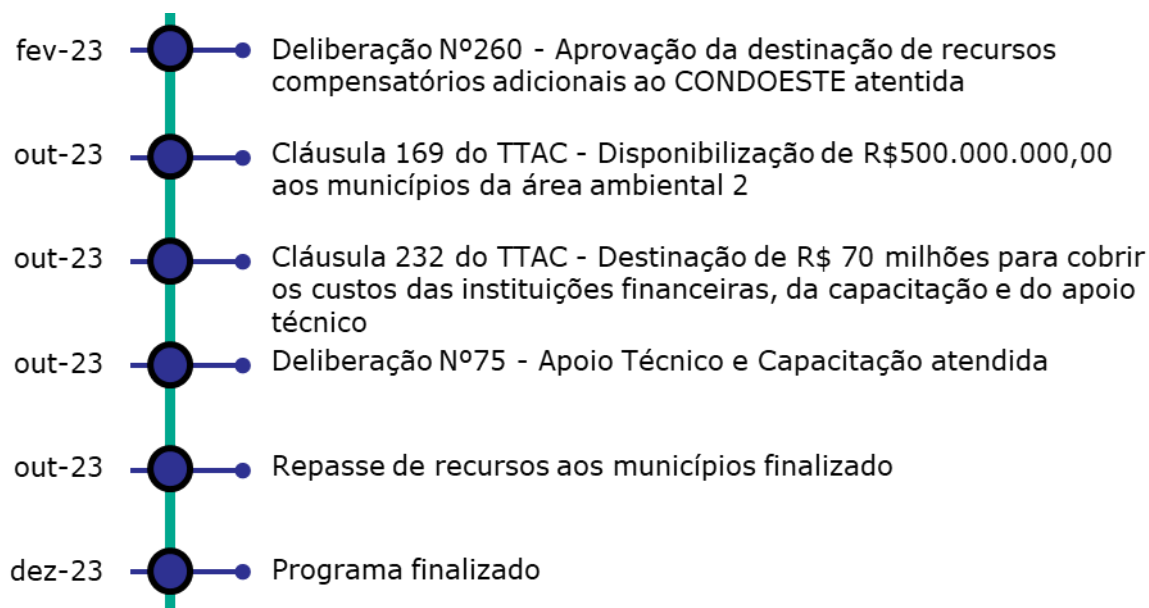 fev-23
Deliberação Nº260 - Aprovação da destinação de recursos
compensatórios adicionais ao CONDOESTE atentida
out-23
Cláusula 169 do TTAC - Disponibilização de R$500.000.000,00
aos municípios da área ambiental 2
out-23
Cláusula 232 do TTAC - Destinação de R$ 70 milhões para cobrir
os custos das instituições financeiras, da capacitação e do apoio
técnico
out-23
Deliberação Nº75 - Apoio Técnico e Capacitação atendida
out-23
Repasse de recursos aos municípios finalizado
dez-23
Programa finalizado